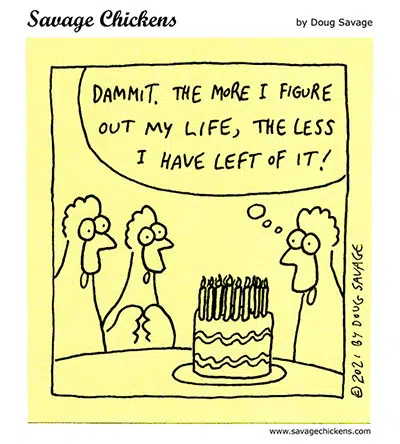 Savage Chickens
by Doug Savage
DAMMIT. THE MORE I FIGURE
OUT MY LIFE, THE LESS
I HAVE LEFT OF IT!
© 2021 BY DOUG SAVAGE
www.savagechickens.com